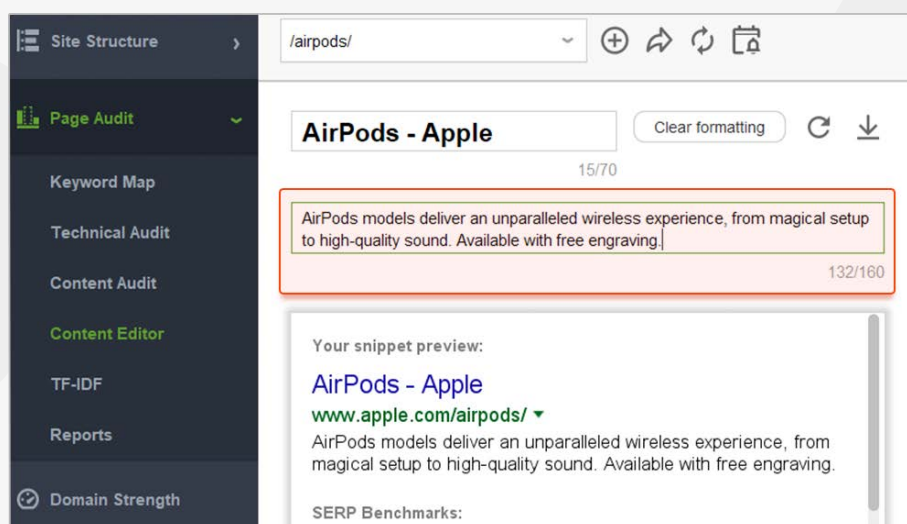 Site Structure
Page Audit
Keyword Map
Technical Audit
Content Audit
Content Editor
TF-IDF
Reports
Domain Strength
/airpods/
AirPods - Apple
Clear formatting
15/70
AirPods models deliver an unparalleled wireless experience, from magical setup
to high-quality sound. Available with free engraving.
132/160
Your snippet preview:
AirPods - Apple
www.apple.com/airpods/
AirPods models deliver an unparalleled wireless experience, from
magical setup to high-quality sound. Available with free engraving.
SERP Benchmarks: